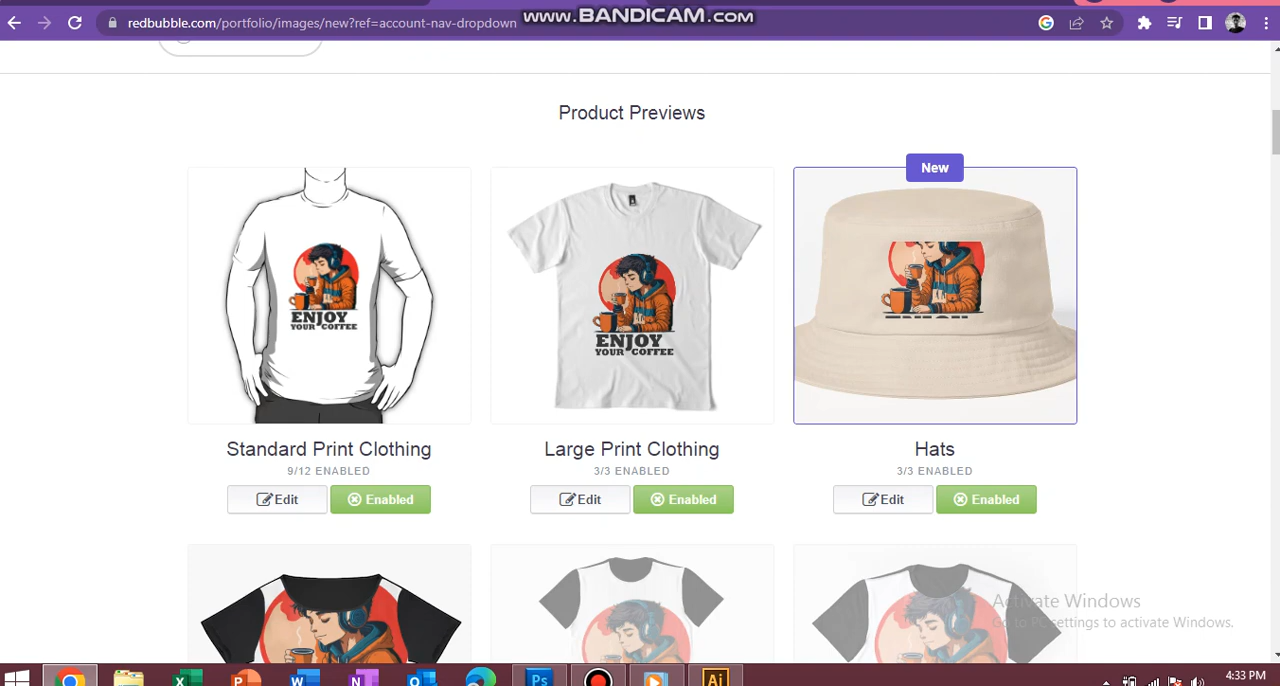 redbubble.com/portfolio/images/new?ref=account-nav-dropdown
www.BANDICAM.com
Product Previews
New
ENJOY
YOUR COFFEE
ENJOY
YOUR COFFEE
Standard Print Clothing
Large Print Clothing
Hats
9/12 ENABLED
3/3 ENABLED
3/3 ENABLED
Edit
Enabled
Edit
Enabled
Edit
Enabled
Activate Windows
Go to PC settings to activate Windows.
Ps
Ai
4:33 PM